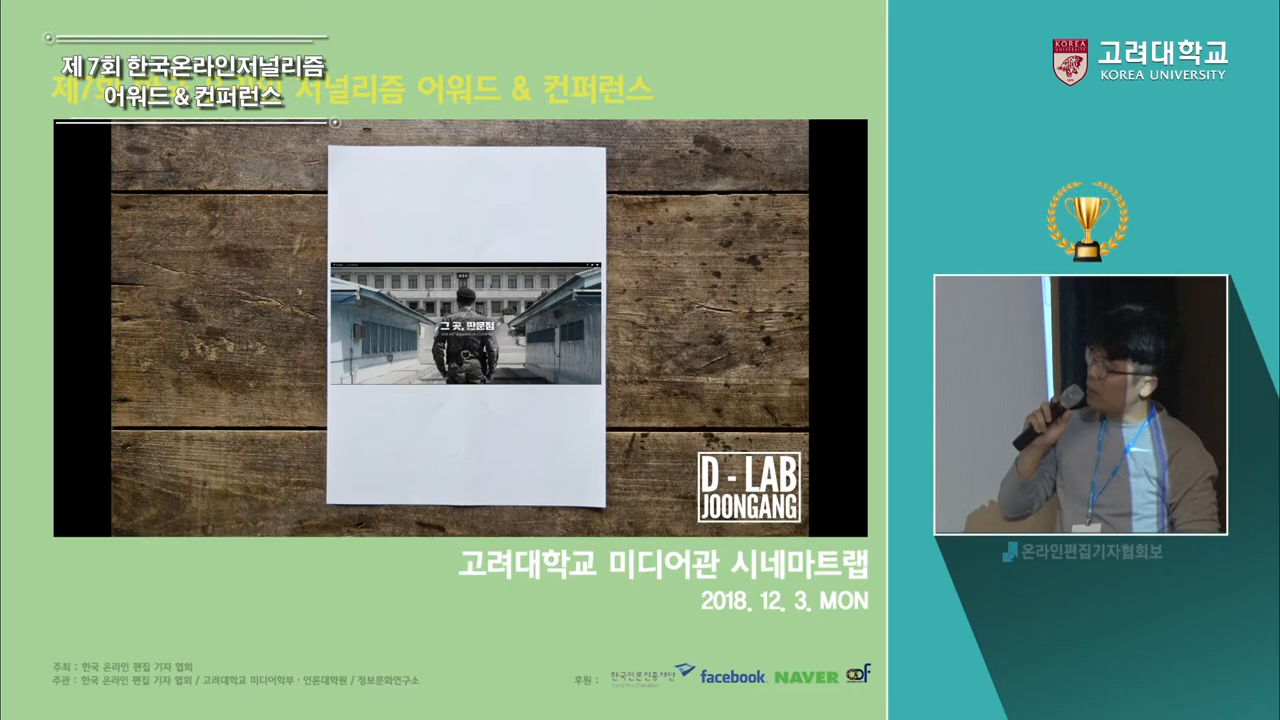 제 7회 한국온라인저널리즘
어워드 & 컨퍼런스
저널리즘 어워드 & 컨퍼런스
그 곳, 판문점
D - LAB
JOONGANG
고려대학교 미디어관 시네마트랩
2018. 12. 3. MON
주최 : 한국 온라인 편집 기자 협회
주관 : 한국 온라인 편집 기자 협회 / 고려대학교 미디어학부 · 언론대학원 / 정보문화연구소
후원 :
한국언론진흥재단
facebook
NAVER
KOREA
UNIVERSITY
고려대학교
KOREA UNIVERSITY
온라인편집기자협회보